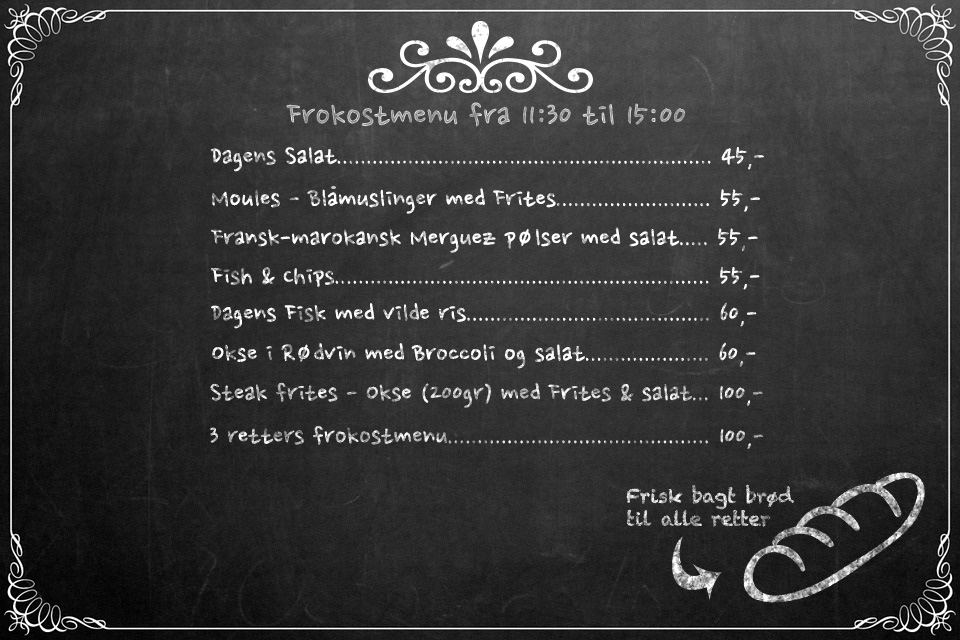 Frokostmenu fra 11:30 til 15:00
Dagens Salat................................................................ 45,-
Moules - Blåmuslinger med Frites.......................... 55,-
Fransk-marokansk Merguez pølser med salat..... 55,-
Fish & chips................................................................ 55,-
Dagens Fisk med vilde ris.......................................... 60,-
Okse i Rødvin med Broccoli og salat..................... 60,-
Steak frites - Okse (200gr) med Frites & salat... 100,-
3 retters frokostmenu............................................. 100,-
Frisk bagt brød
til alle retter